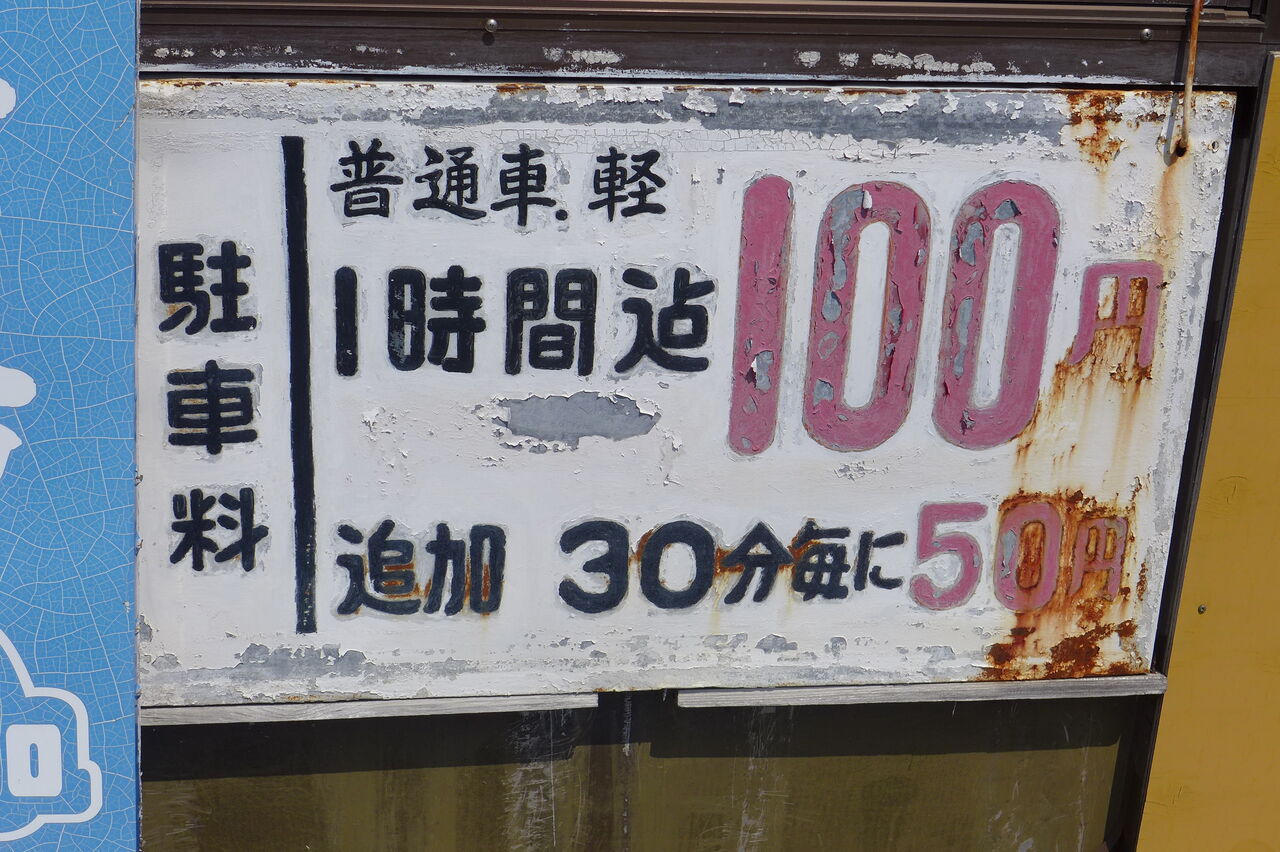 駐車料
普通車.軽
1時間迠 100円
追加 30分毎に50円